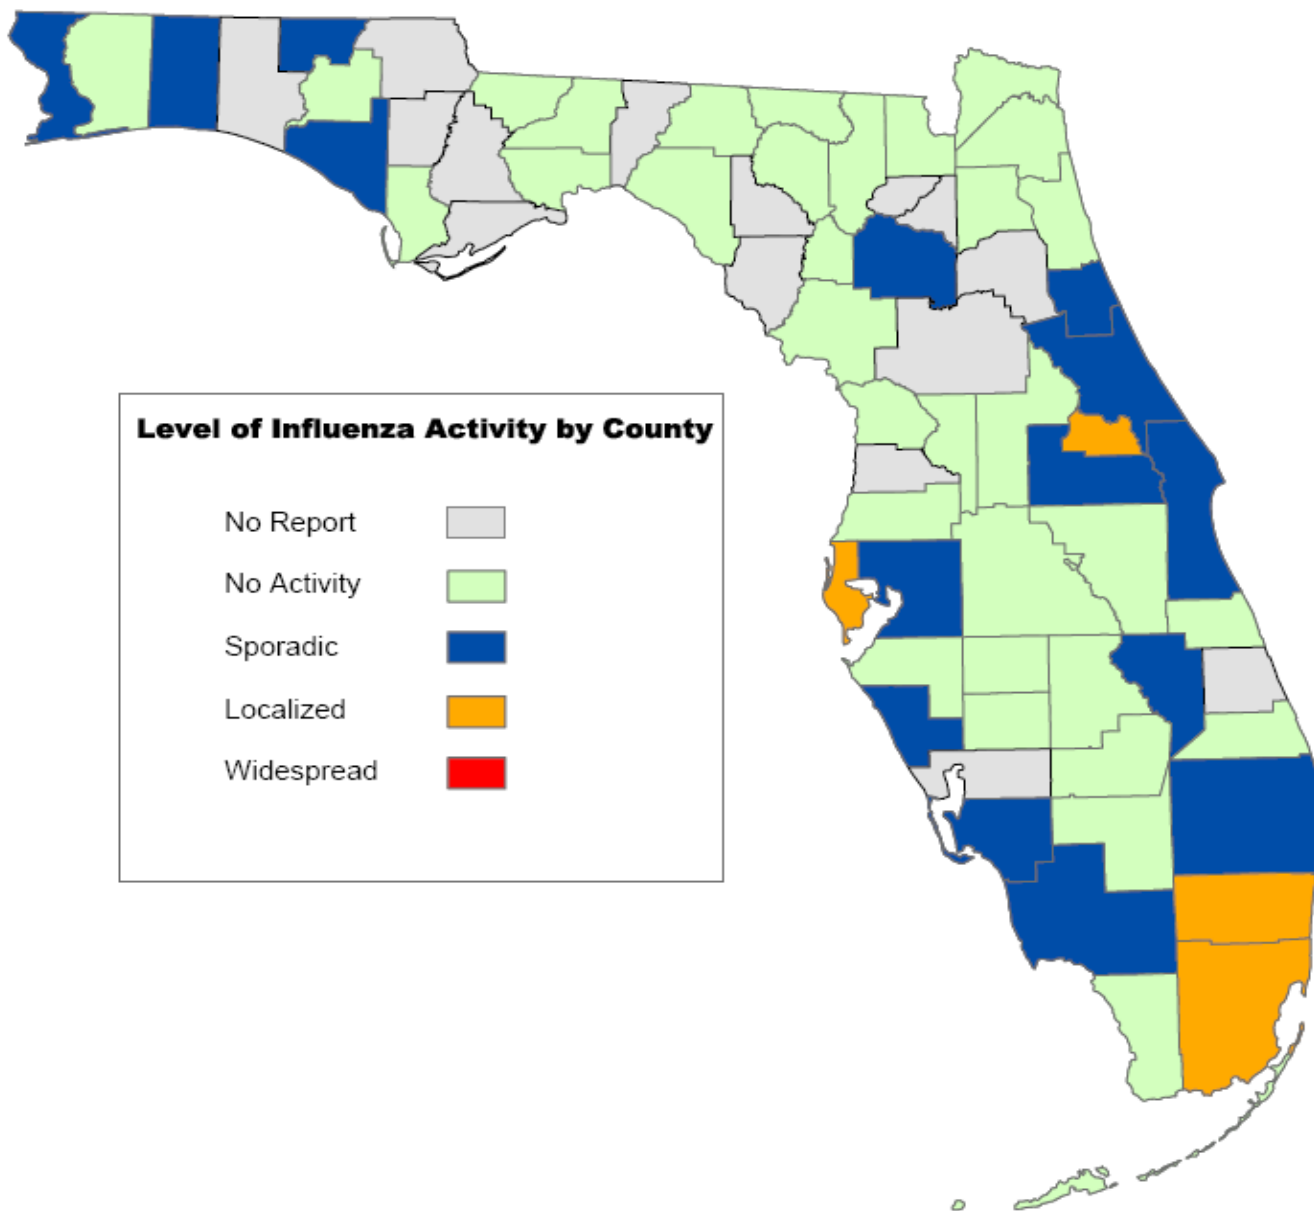 Level of Influenza Activity by County
No Report
No Activity
Sporadic
Localized
Widespread